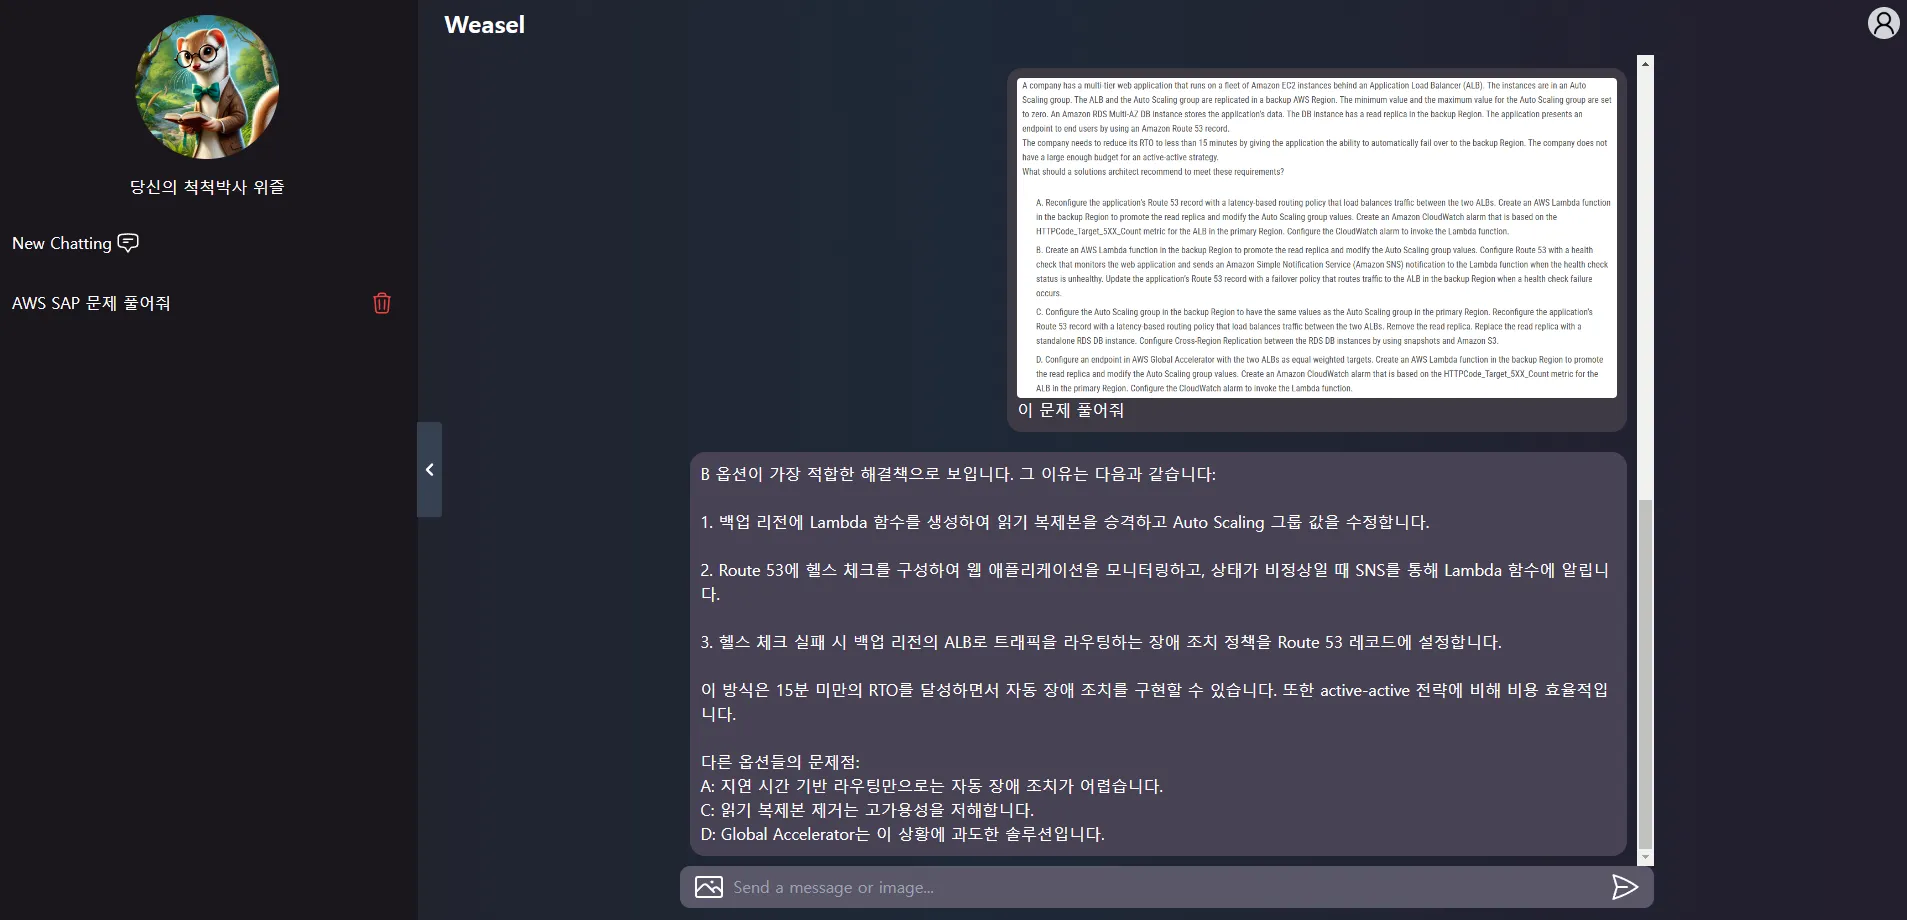 Weasel
당신의 척척박사 위즐
New Chatting
AWS SAP 문제 풀어줘
A company has a multi-tier web application that runs on a fleet of Amazon EC2 instances behind an Application Load Balancer (ALB). The instances are in an Auto
Scaling group. The ALB and the Auto Scaling group are replicated in a backup AWS Region. The minimum value and the maximum value for the Auto Scaling group are set
to zero. An Amazon RDS Multi-AZ DB instance stores the application's data. The DB instance has a read replica in the backup Region. The application presents an
endpoint to end users by using an Amazon Route 53 record.
The company needs to reduce its RTO to less than 15 minutes by giving the application the ability to automatically fail over to the backup Region. The company does not
have a large enough budget for an active-active strategy.
What should a solutions architect recommend to meet these requirements?
A. Reconfigure the application's Route 53 record with a latency-based routing policy that load balances traffic between the two ALBs. Create an AWS Lambda function
in the backup Region to promote the read replica and modify the Auto Scaling group values. Create an Amazon CloudWatch alarm that is based on the
HTTPCode_Target_5XX_Count metric for the ALB in the primary Region. Configure the CloudWatch alarm to invoke the Lambda function.
B. Create an AWS Lambda function in the backup Region to promote the read replica and modify the Auto Scaling group values. Configure Route 53 with a health
check that monitors the web application and sends an Amazon Simple Notification Service (Amazon SNS) notification to the Lambda function when the health check
status is unhealthy. Update the application's Route 53 record with a failover policy that routes traffic to the ALB in the backup Region when a health check failure
occurs.
C. Configure the Auto Scaling group in the backup Region to have the same values as the Auto Scaling group in the primary Region. Reconfigure the application's
Route 53 record with a latency-based routing policy that load balances traffic between the two ALBs. Remove the read replica. Replace the read replica with a
standalone RDS DB instance. Configure Cross-Region Replication between the RDS DB instances by using snapshots and Amazon S3.
D. Configure an endpoint in AWS Global Accelerator with the two ALBs as equal weighted targets. Create an AWS Lambda function in the backup Region to promote
the read replica and modify the Auto Scaling group values. Create an Amazon CloudWatch alarm that is based on the HTTPCode_Target_5XX_Count metric for the
ALB in the primary Region. Configure the CloudWatch alarm to invoke the Lambda function.
이 문제 풀어줘
B 옵션이 가장 적합한 해결책으로 보입니다. 그 이유는 다음과 같습니다:
1. 백업 리전에 Lambda 함수를 생성하여 읽기 복제본을 승격하고 Auto Scaling 그룹 값을 수정합니다.
2. Route 53에 헬스 체크를 구성하여 웹 애플리케이션을 모니터링하고, 상태가 비정상일 때 SNS를 통해 Lambda 함수에 알립니
다.
3. 헬스 체크 실패 시 백업 리전의 ALB로 트래픽을 라우팅하는 장애 조치 정책을 Route 53 레코드에 설정합니다.
이 방식은 15분 미만의 RTO를 달성하면서 자동 장애 조치를 구현할 수 있습니다. 또한 active-active 전략에 비해 비용 효율적입
니다.
다른 옵션들의 문제점:
A: 지연 시간 기반 라우팅만으로는 자동 장애 조치가 어렵습니다.
C: 읽기 복제본 제거는 고가용성을 저해합니다.
D: Global Accelerator는 이 상황에 과도한 솔루션입니다.
Send a message or image...